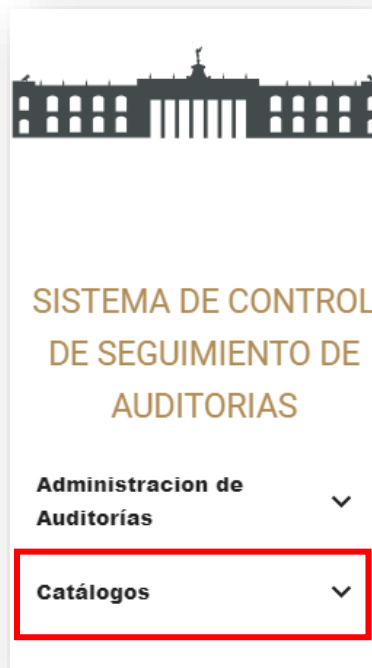 SISTEMA DE CONTROL
DE SEGUIMIENTO DE
AUDITORIAS
Administracion de
Auditorías
Catálogos